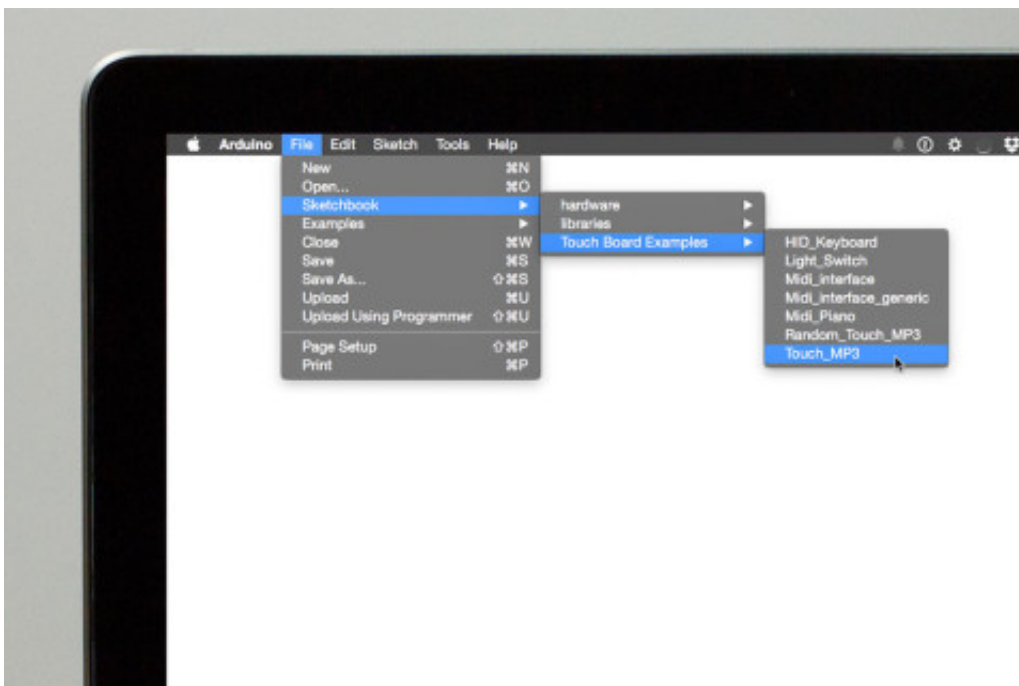 Arduino File Edit Sketch Tools Help
New ⌘N
Open... ⌘O
Sketchbook ▶
Examples ▶
Close ⌘W
Save ⌘S
Save As... ⇧⌘S
Upload ⌘U
Upload Using Programmer ⇧⌘U
Page Setup ⇧⌘P
Print ⌘P
hardware ▶
libraries ▶
Touch Board Examples ▶
HID_Keyboard
Light_Switch
Midi_interface
Midi_interface_generic
Midi_Piano
Random_Touch_MP3
Touch_MP3